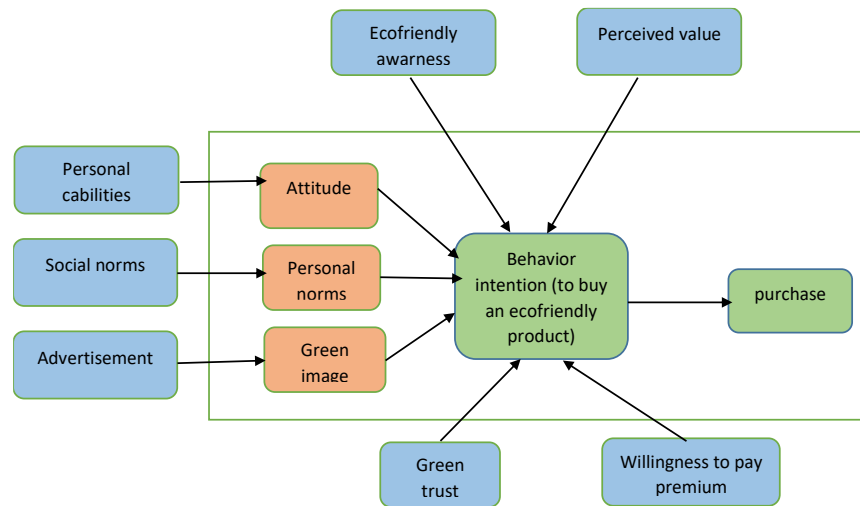 Ecofriendly
awarness
Perceived value
Personal
cabilities
Attitude
Social norms
Personal
norms
Behavior
intention (to buy
an ecofriendly
product)
purchase
Advertisement
Green
image
Green
trust
Willingness to pay
premium